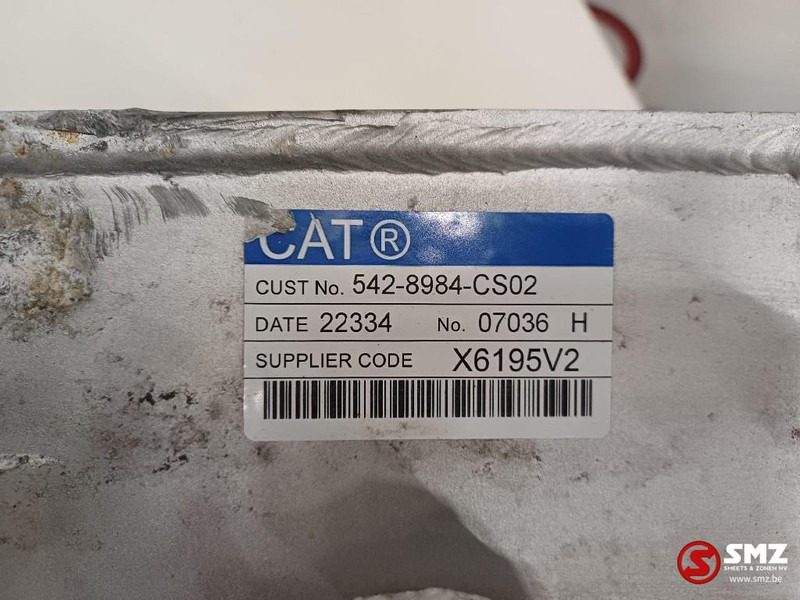 CAT®
CUST No. 542-8984-CS02
DATE 22334 No. 07036 H
SUPPLIER CODE X6195V2
SMZ
SMEETS & ZONEN NV
www.smz.be